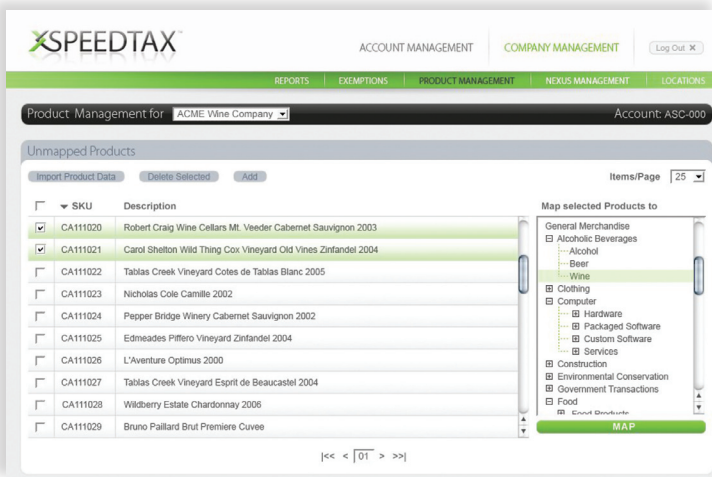 XSPEEDTAX™
ACCOUNT MANAGEMENT
COMPANY MANAGEMENT
Log Out X
REPORTS
EXEMPTIONS
PRODUCT MANAGEMENT
NEXUS MANAGEMENT
LOCATIONS
Product Management for ACME Wine Company
Account: ASC-000
Unmapped Products
Import Product Data
Delete Selected
Add
Items/Page 25
SKU Description
CA111020 Robert Craig Wine Cellars Mt. Veeder Cabernet Sauvignon 2003
CA111021 Carol Shelton Wild Thing Cox Vineyard Old Vines Zinfandel 2004
CA111022 Tablas Creek Vineyard Cotes de Tablas Blanc 2005
CA111023 Nicholas Cole Camille 2002
CA111024 Pepper Bridge Winery Cabernet Sauvignon 2002
CA111025 Edmeades Piffero Vineyard Zinfandel 2004
CA111026 L'Aventure Optimus 2000
CA111027 Tablas Creek Vineyard Esprit de Beaucastel 2004
CA111028 Wildberry Estate Chardonnay 2006
CA111029 Bruno Paillard Brut Premiere Cuvee
Map selected Products to
General Merchandise
Alcoholic Beverages
Alcohol
Beer
Wine
Clothing
Computer
Hardware
Packaged Software
Custom Software
Services
Construction
Environmental Conservation
Government Transactions
Food
Food Products
MAP
|<< < 01 > >>|